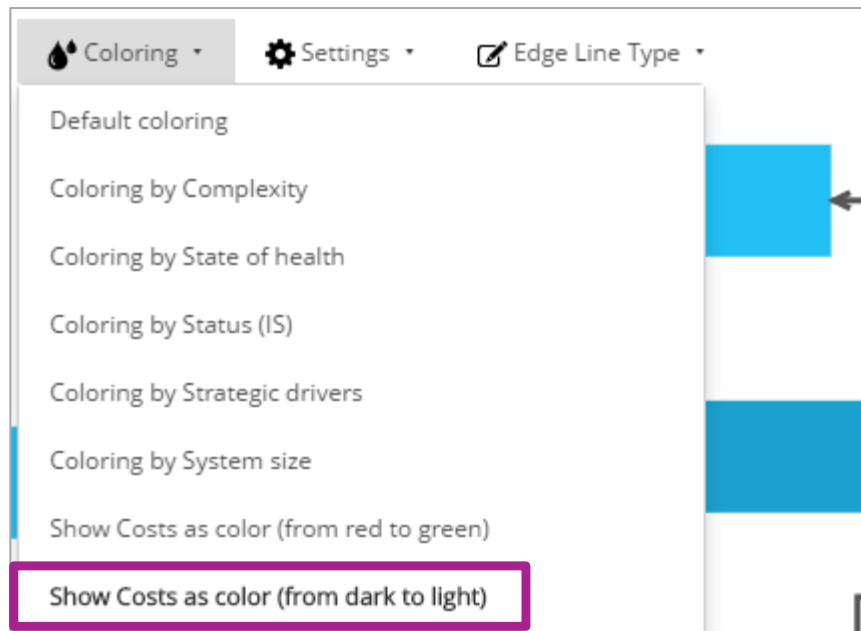 Coloring Settings Edge Line Type
Default coloring
Coloring by Complexity
Coloring by State of health
Coloring by Status (IS)
Coloring by Strategic drivers
Coloring by System size
Show Costs as color (from red to green)
Show Costs as color (from dark to light)